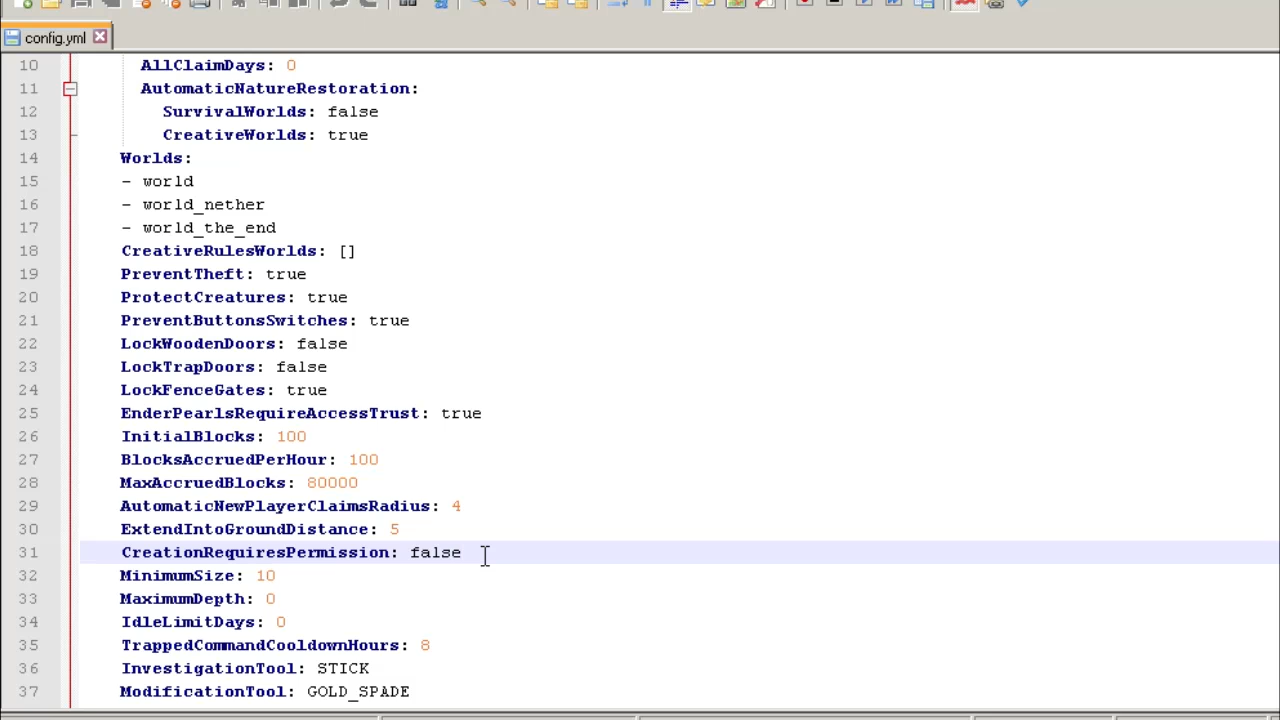 config.yml
10 AllClaimDays: 0
11 AutomaticNatureRestoration:
12 SurvivalWorlds: false
13 CreativeWorlds: true
14 Worlds:
15 - world
16 - world_nether
17 - world_the_end
18 CreativeRulesWorlds: []
19 PreventTheft: true
20 ProtectCreatures: true
21 PreventButtonsSwitches: true
22 LockWoodenDoors: false
23 LockTrapDoors: false
24 LockFenceGates: true
25 EnderPearlsRequireAccessTrust: true
26 InitialBlocks: 100
27 BlocksAccruedPerHour: 100
28 MaxAccruedBlocks: 80000
29 AutomaticNewPlayerClaimsRadius: 4
30 ExtendIntoGroundDistance: 5
31 CreationRequiresPermission: false
32 MinimumSize: 10
33 MaximumDepth: 0
34 IdleLimitDays: 0
35 TrappedCommandCooldownHours: 8
36 InvestigationTool: STICK
37 ModificationTool: GOLD_SPADE